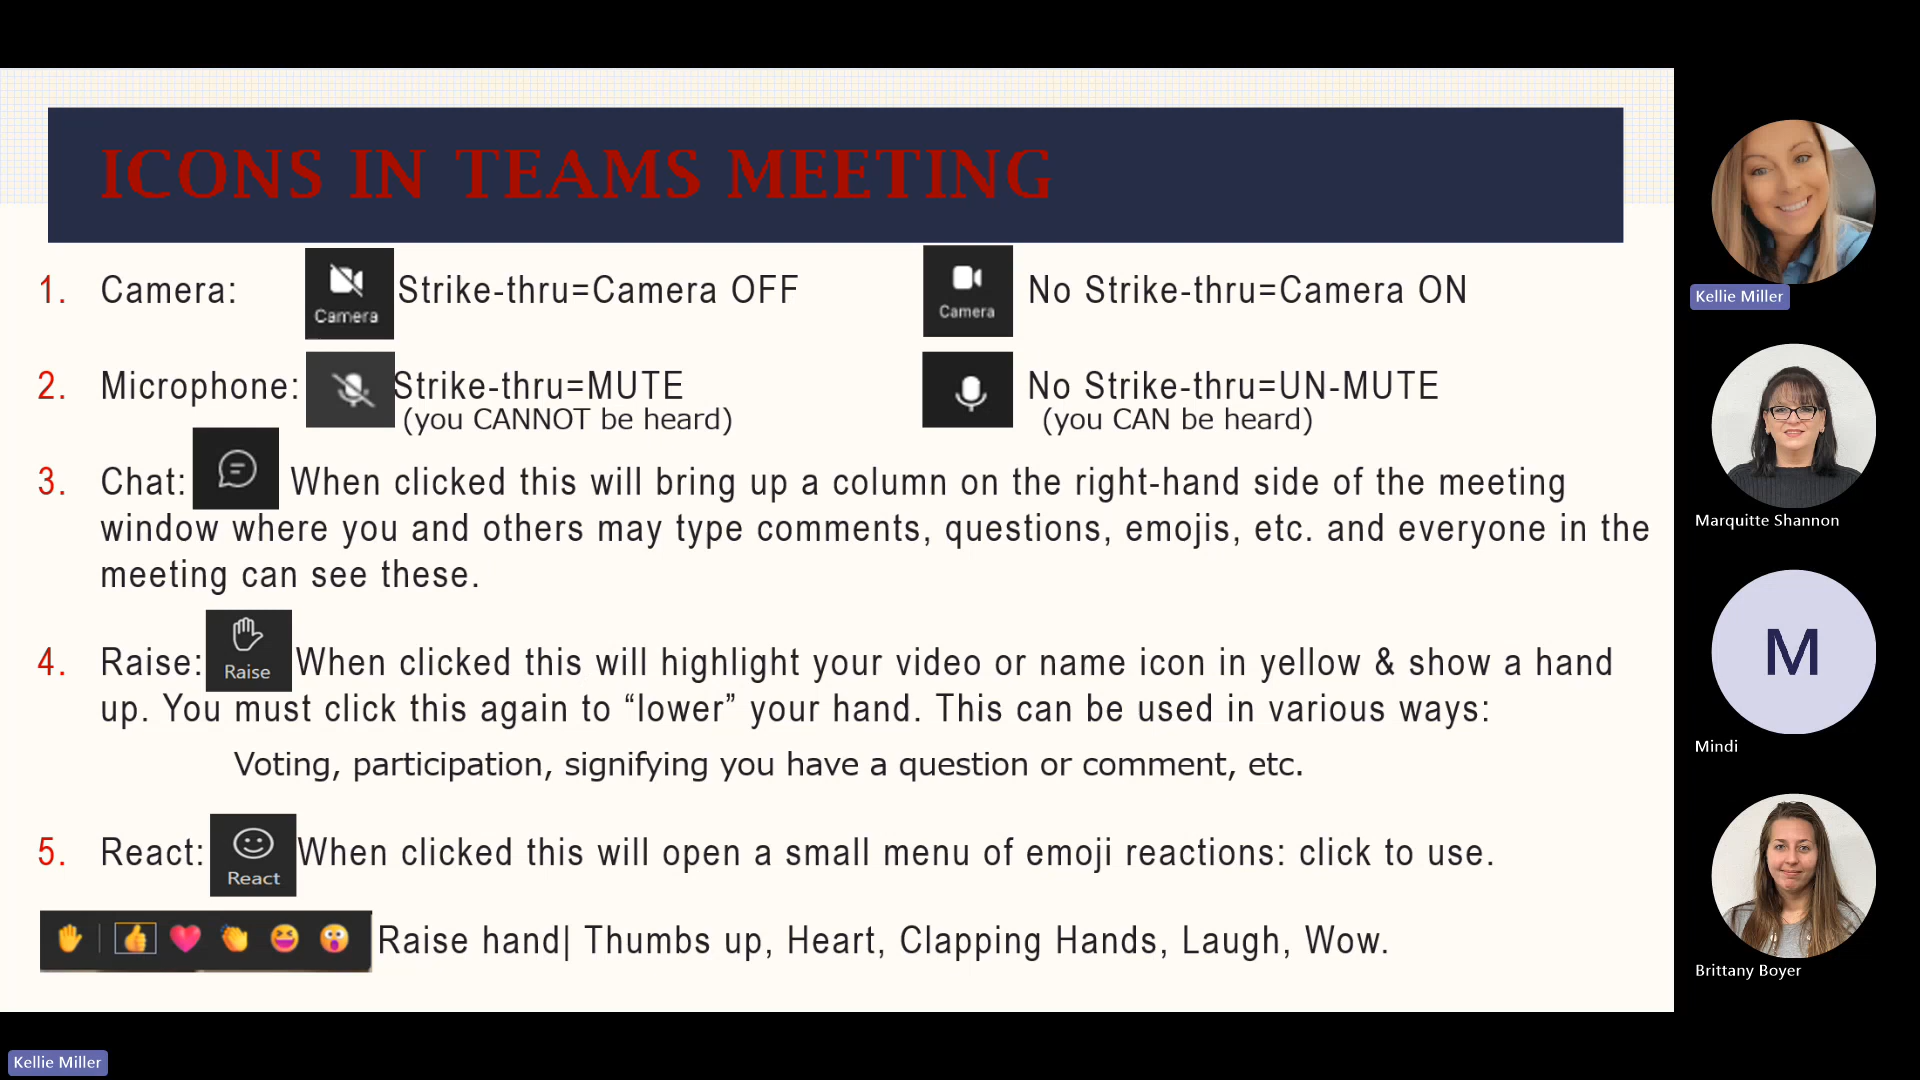 ICONS IN TEAMS MEETING
1. Camera: Camera Strike-thru=Camera OFF Camera No Strike-thru=Camera ON
2. Microphone: Strike-thru=MUTE No Strike-thru=UN-MUTE
(you CANNOT be heard) (you CAN be heard)
3. Chat: When clicked this will bring up a column on the right-hand side of the meeting
window where you and others may type comments, questions, emojis, etc. and everyone in the
meeting can see these.
4. Raise: Raise When clicked this will highlight your video or name icon in yellow & show a hand
up. You must click this again to “lower” your hand. This can be used in various ways:
Voting, participation, signifying you have a question or comment, etc.
5. React: React When clicked this will open a small menu of emoji reactions: click to use.
Raise hand| Thumbs up, Heart, Clapping Hands, Laugh, Wow.
Kellie Miller
Marquitte Shannon
M
Mindi
Brittany Boyer
Kellie Miller